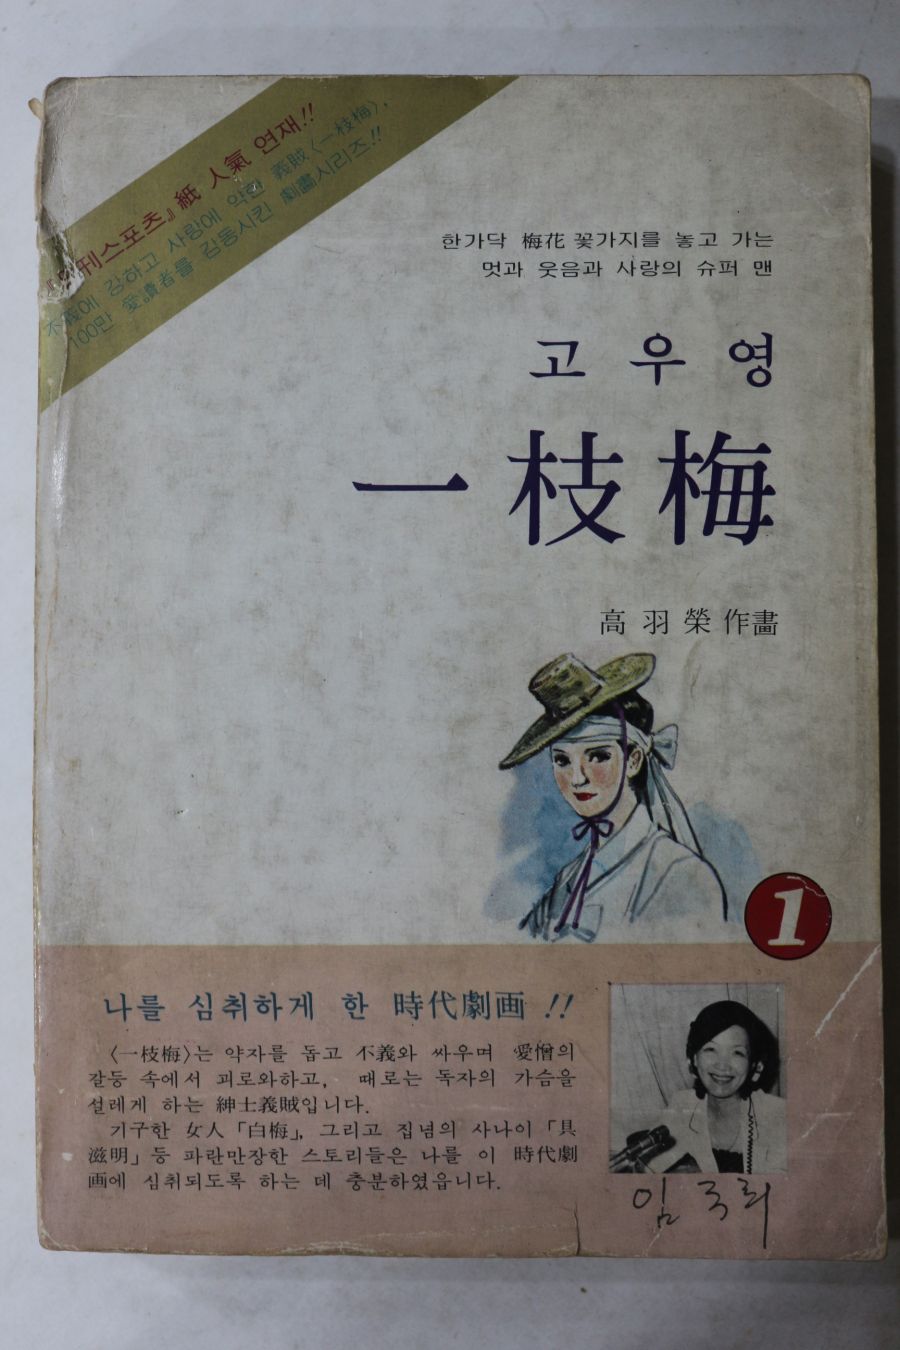 刊스포츠』紙 人氣 연재!!
不義에 강하고 사랑에 약한 義賊〈一枝梅〉,
100만 愛讀者를 감동시킨 劇畵시리즈!!
한가닥 梅花 꽃가지를 놓고 가는
멋과 웃음과 사랑의 슈퍼 맨
고우영
一枝梅
高羽榮 作畵
1
나를 심취하게 한 時代劇画 !!
〈一枝梅〉는 약자를 돕고 不義와 싸우며 愛憎의
갈등 속에서 괴로와하고, 때로는 독자의 가슴을
설레게 하는 紳士義賊입니다.
기구한 女人「白梅」, 그리고 집념의 사나이「具
滋明」등 파란만장한 스토리들은 나를 이 時代劇
画에 심취되도록 하는 데 충분하였읍니다.
임국희